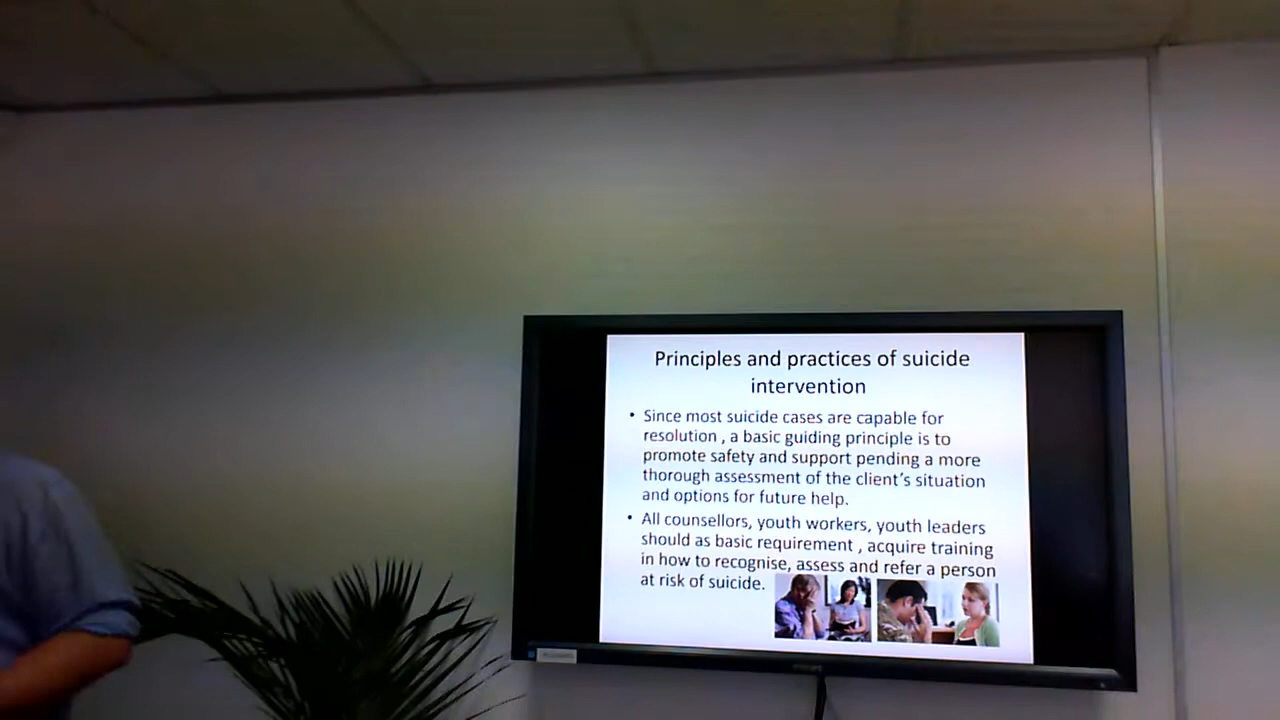 Principles and practices of suicide
intervention
• Since most suicide cases are capable for
resolution , a basic guiding principle is to
promote safety and support pending a more
thorough assessment of the client's situation
and options for future help.
• All counsellors, youth workers, youth leaders
should as basic requirement , acquire training
in how to recognise, assess and refer a person
at risk of suicide.